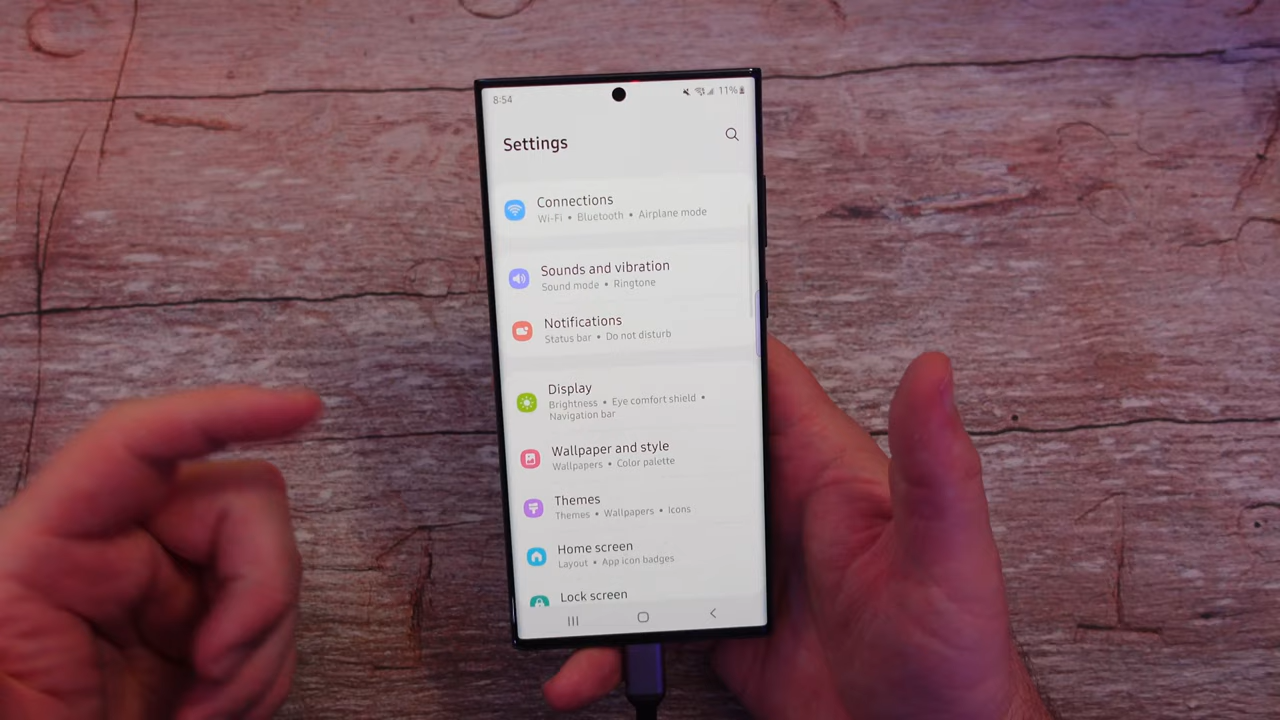 8:54
11%
Settings
Connections
Wi-Fi • Bluetooth • Airplane mode
Sounds and vibration
Sound mode • Ringtone
Notifications
Status bar • Do not disturb
Display
Brightness • Eye comfort shield •
Navigation bar
Wallpaper and style
Wallpapers • Color palette
Themes
Themes • Wallpapers • Icons
Home screen
Layout • App icon badges
Lock screen